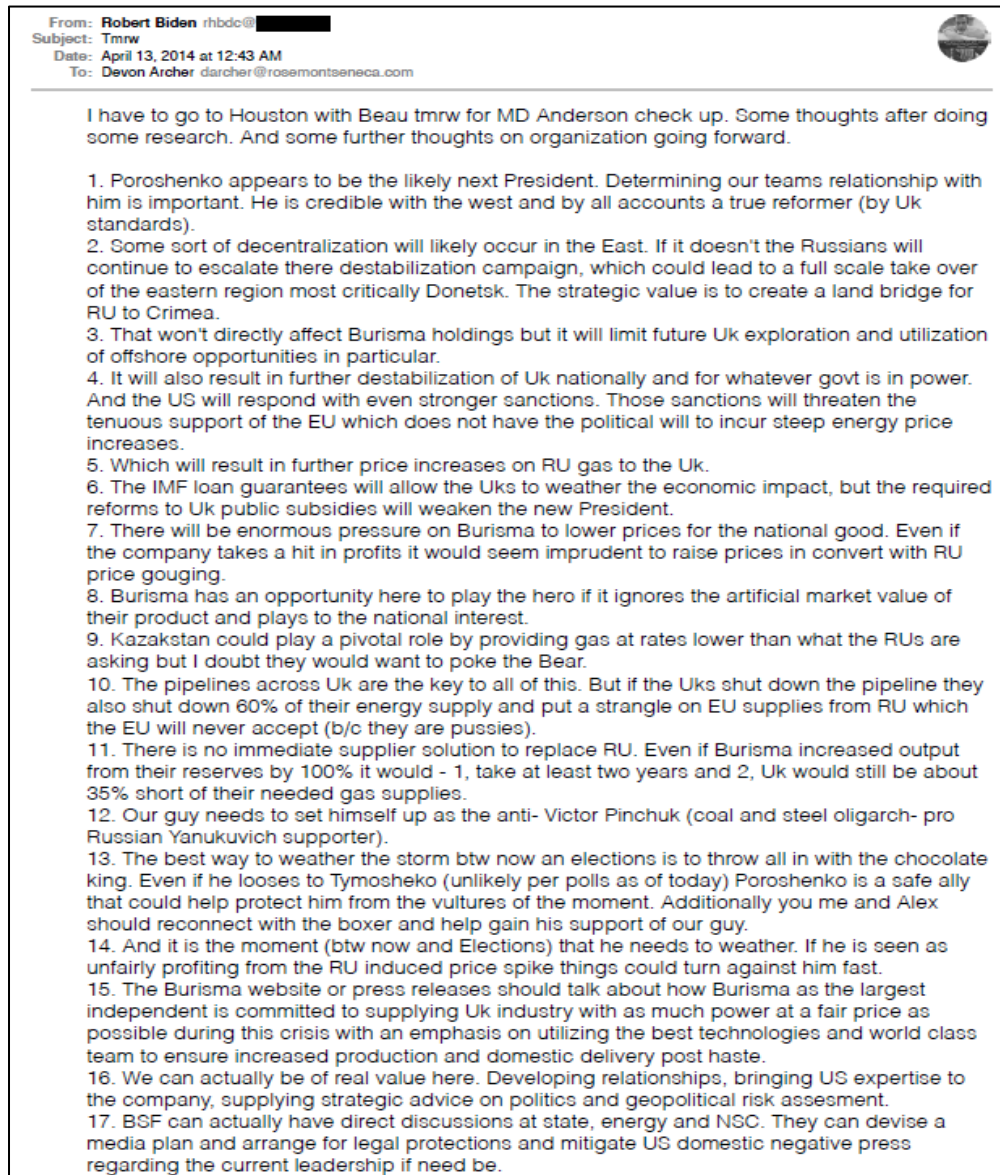 From: Robert Biden rhbdc@
Subject: Tmrw
Date: April 13, 2014 at 12:43 AM
To: Devon Archer darcher@rosemontseneca.com
I have to go to Houston with Beau tmrw for MD Anderson check up. Some thoughts after doing
some research. And some further thoughts on organization going forward.
1. Poroshenko appears to be the likely next President. Determining our teams relationship with
him is important. He is credible with the west and by all accounts a true reformer (by Uk
standards).
2. Some sort of decentralization will likely occur in the East. If it doesn't the Russians will
continue to escalate there destabilization campaign, which could lead to a full scale take over
of the eastern region most critically Donetsk. The strategic value is to create a land bridge for
RU to Crimea.
3. That won't directly affect Burisma holdings but it will limit future Uk exploration and utilization
of offshore opportunities in particular.
4. It will also result in further destabilization of Uk nationally and for whatever govt is in power.
And the US will respond with even stronger sanctions. Those sanctions will threaten the
tenuous support of the EU which does not have the political will to incur steep energy price
increases.
5. Which will result in further price increases on RU gas to the Uk.
6. The IMF loan guarantees will allow the Uks to weather the economic impact, but the required
reforms to Uk public subsidies will weaken the new President.
7. There will be enormous pressure on Burisma to lower prices for the national good. Even if
the company takes a hit in profits it would seem imprudent to raise prices in convert with RU
price gouging.
8. Burisma has an opportunity here to play the hero if it ignores the artificial market value of
their product and plays to the national interest.
9. Kazakstan could play a pivotal role by providing gas at rates lower than what the RUs are
asking but I doubt they would want to poke the Bear.
10. The pipelines across Uk are the key to all of this. But if the Uks shut down the pipeline they
also shut down 60% of their energy supply and put a strangle on EU supplies from RU which
the EU will never accept (b/c they are pussies).
11. There is no immediate supplier solution to replace RU. Even if Burisma increased output
from their reserves by 100% it would - 1, take at least two years and 2, Uk would still be about
35% short of their needed gas supplies.
12. Our guy needs to set himself up as the anti- Victor Pinchuk (coal and steel oligarch- pro
Russian Yanukuvich supporter).
13. The best way to weather the storm btw now an elections is to throw all in with the chocolate
king. Even if he looses to Tymosheko (unlikely per polls as of today) Poroshenko is a safe ally
that could help protect him from the vultures of the moment. Additionally you me and Alex
should reconnect with the boxer and help gain his support of our guy.
14. And it is the moment (btw now and Elections) that he needs to weather. If he is seen as
unfairly profiting from the RU induced price spike things could turn against him fast.
15. The Burisma website or press releases should talk about how Burisma as the largest
independent is committed to supplying Uk industry with as much power at a fair price as
possible during this crisis with an emphasis on utilizing the best technologies and world class
team to ensure increased production and domestic delivery post haste.
16. We can actually be of real value here. Developing relationships, bringing US expertise to
the company, supplying strategic advice on politics and geopolitical risk assesment.
17. BSF can actually have direct discussions at state, energy and NSC. They can devise a
media plan and arrange for legal protections and mitigate US domestic negative press
regarding the current leadership if need be.